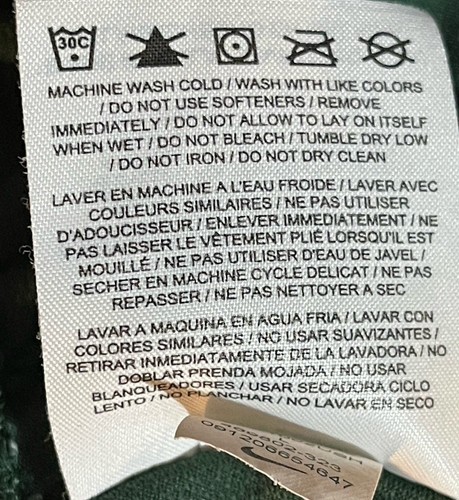 30C
MACHINE WASH COLD / WASH WITH LIKE COLORS
/ DO NOT USE SOFTENERS / REMOVE
IMMEDIATELY / DO NOT ALLOW TO LAY ON ITSELF
WHEN WET / DO NOT BLEACH / TUMBLE DRY LOW
/ DO NOT IRON / DO NOT DRY CLEAN
LAVER EN MACHINE A L'EAU FROIDE / LAVER AVEC
COULEURS SIMILAIRES / NE PAS UTILISER
D'ADOUCISSEUR / ENLEVER IMMEDIATEMENT / NE
PAS LAISSER LE VÊTEMENT PLIÉ LORSQU'IL EST
MOUILLÉ / NE PAS UTILISER D'EAU DE JAVEL /
SECHER EN MACHINE CYCLE DELICAT / NE PAS
REPASSER / NE PAS NETTOYER A SEC
LAVAR A MAQUINA EN AGUA FRIA / LAVAR CON
COLORES SIMILARES / NO USAR SUAVIZANTES /
RETIRAR INMEDIATAMENTE DE LA LAVADORA / NO
DOBLAR PRENDA MOJADA / NO USAR
BLANQUEADORES / USAR SECADORA CICLO
LENTO / NO PLANCHAR / NO LAVAR EN SECO
091206654647